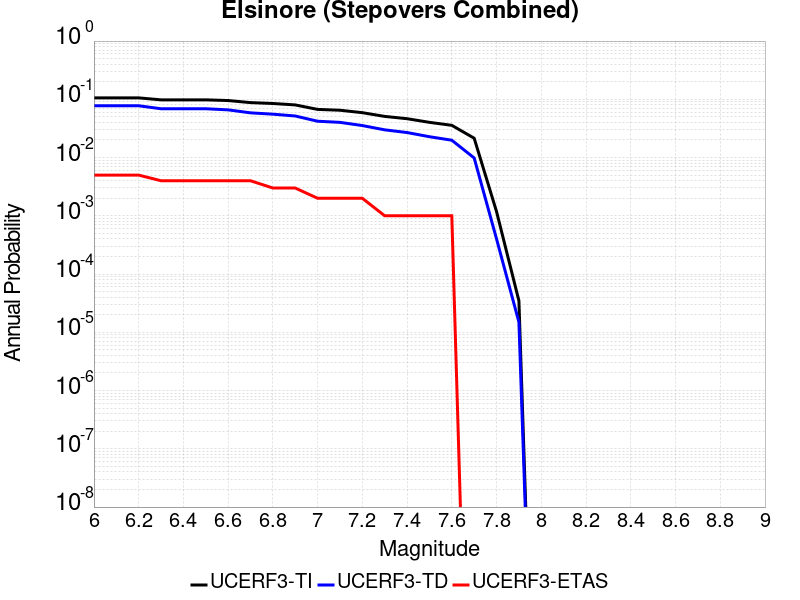 Elsinore (Stepovers Combined)
10^0
10^-1
10^-2
10^-3
10^-4
10^-5
10^-6
10^-7
10^-8
Annual Probability
6 6.2 6.4 6.6 6.8 7 7.2 7.4 7.6 7.8 8 8.2 8.4 8.6 8.8 9
Magnitude
UCERF3-TI UCERF3-TD UCERF3-ETAS